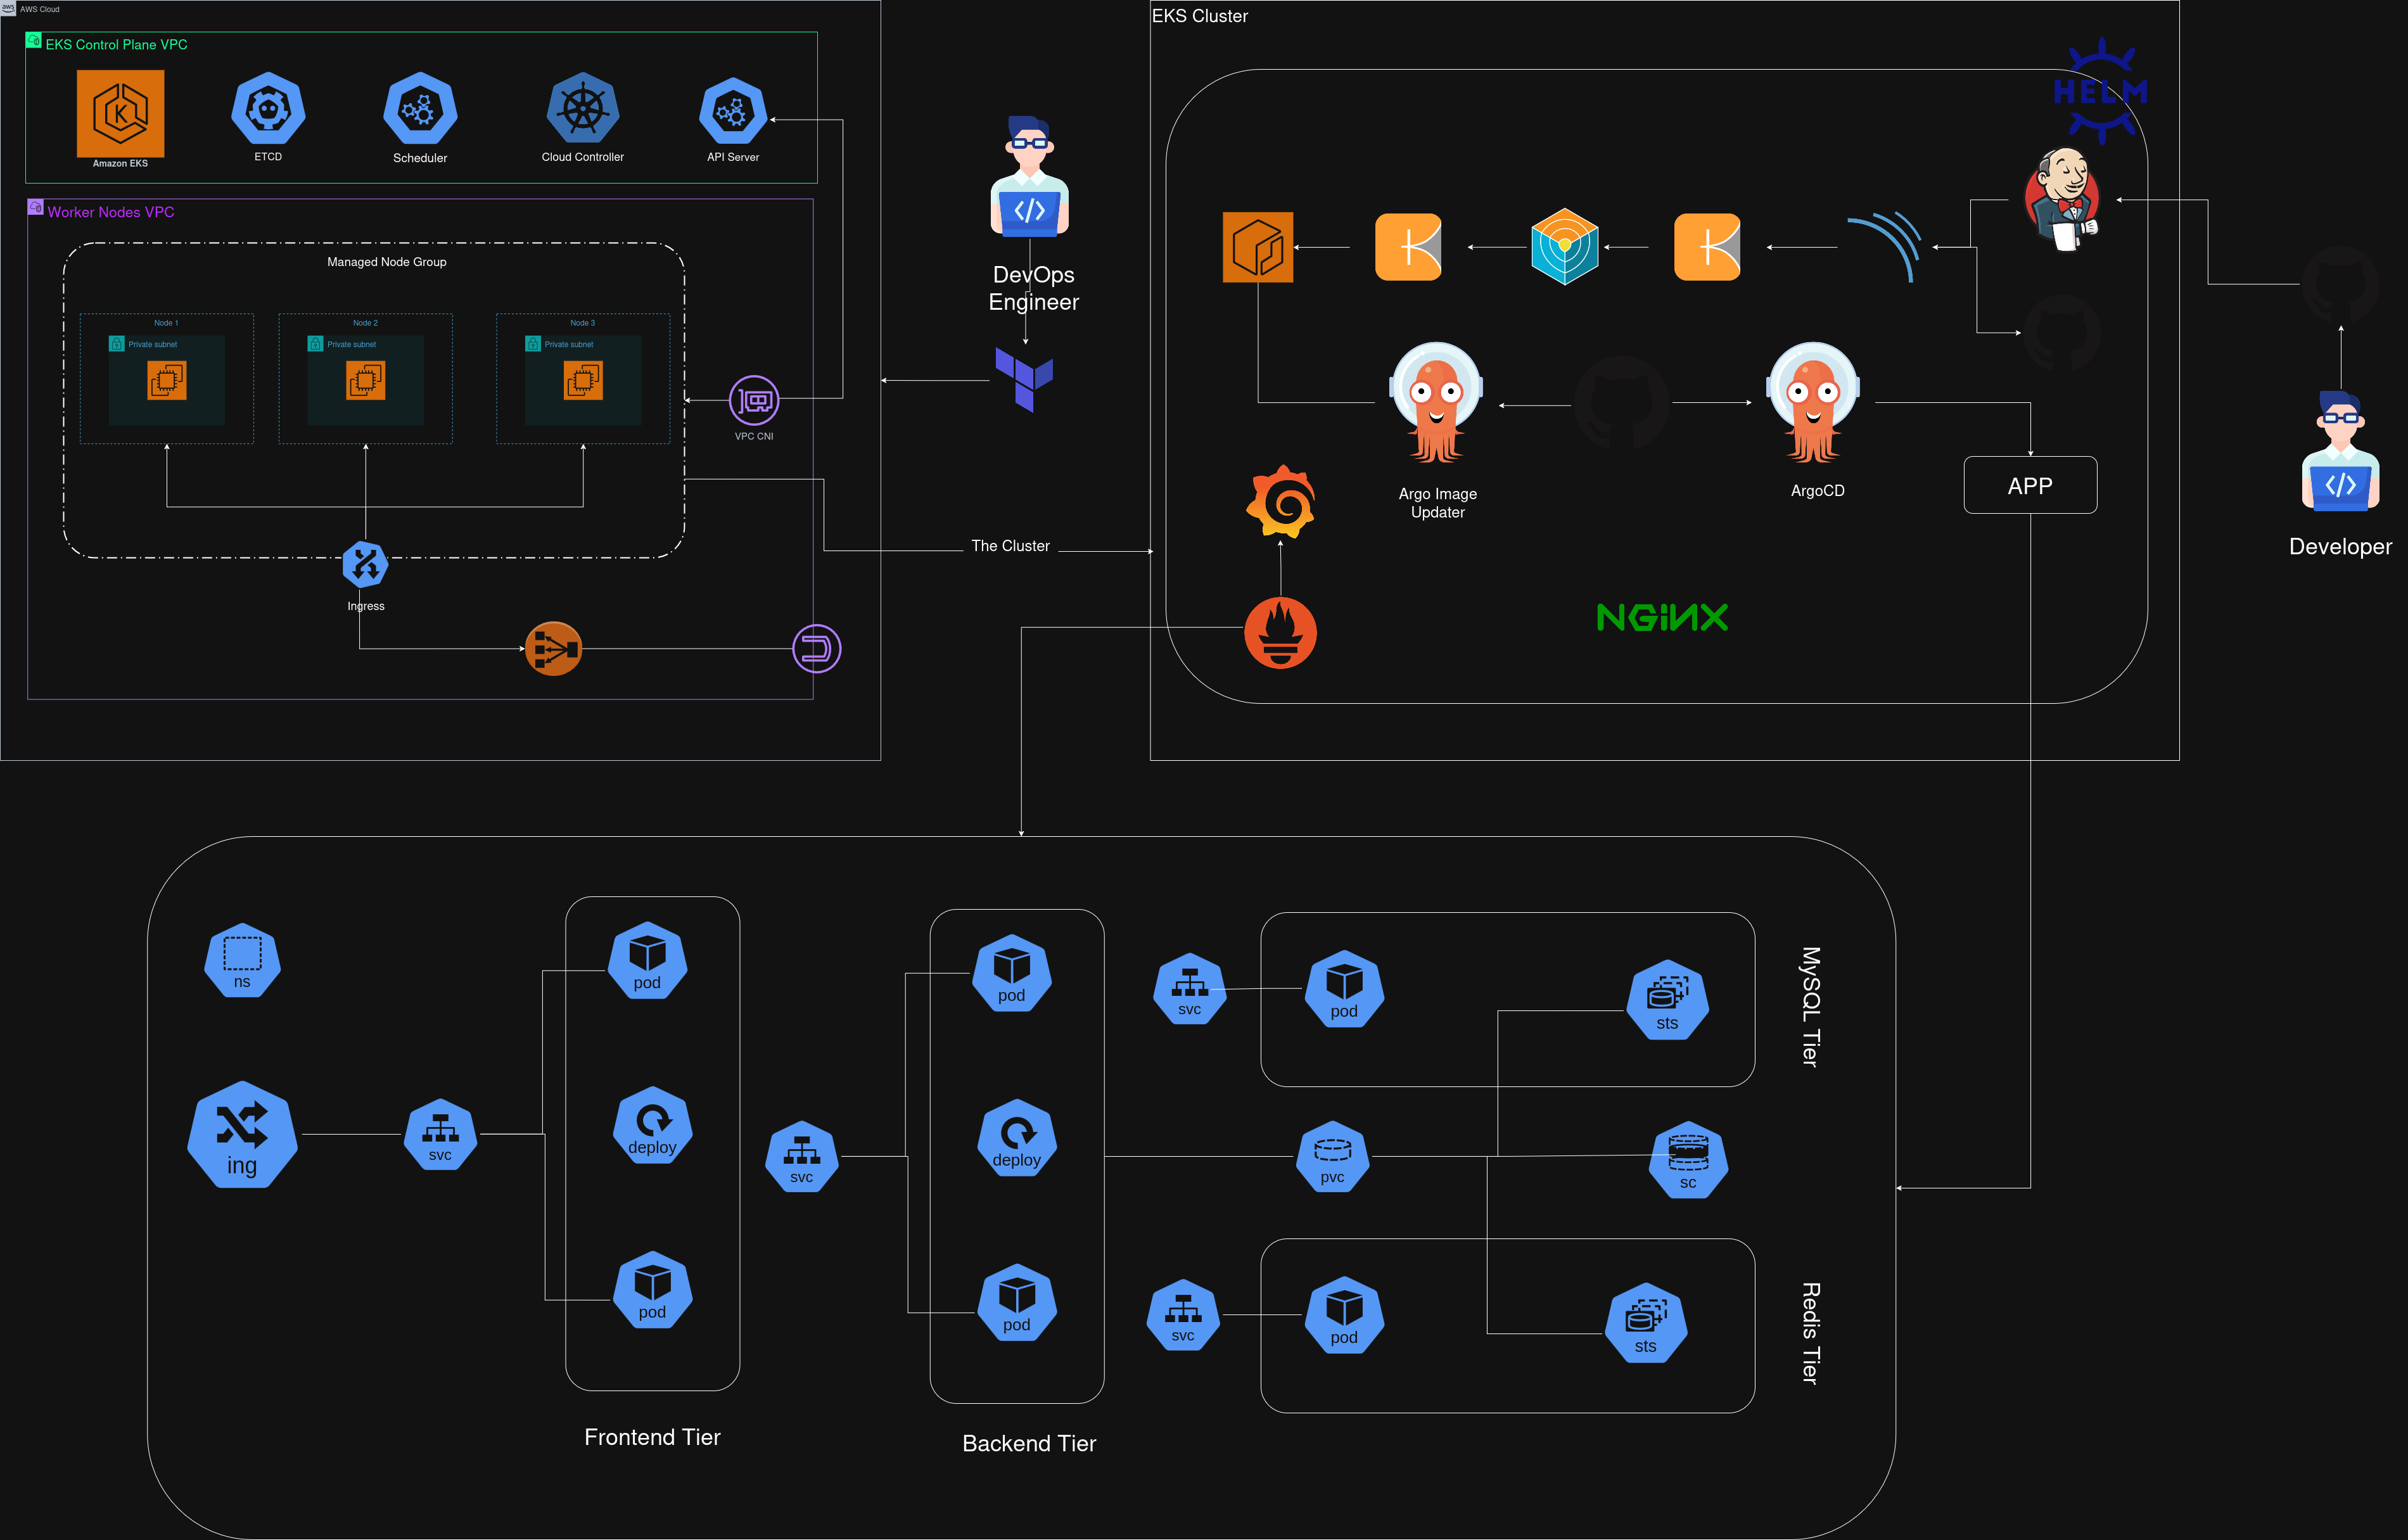 aws
AWS Cloud
EKS Control Plane VPC
Amazon EKS
ETCD
Scheduler
Cloud Controller
API Server
Worker Nodes VPC
Managed Node Group
Node 1
Private subnet
Node 2
Private subnet
Node 3
Private subnet
VPC CNI
Ingress
DevOps
Engineer
The Cluster
EKS Cluster
HELM
Argo Image
Updater
ArgoCD
APP
NGiNX
Developer
ns
ing
svc
pod
deploy
pod
Frontend Tier
svc
pod
deploy
pod
Backend Tier
svc
pod
sts
MySQL Tier
pvc
sc
svc
pod
sts
Redis Tier